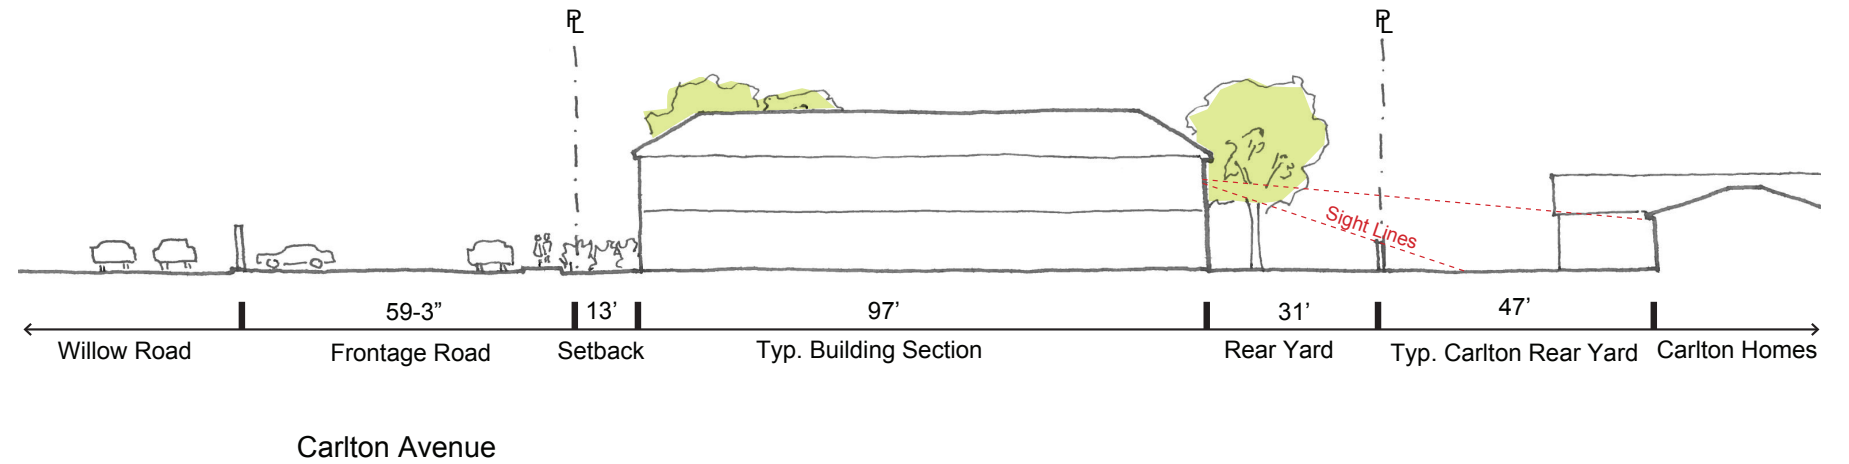 PL PL
Sight Lines
59-3” 13’ 97’ 31’ 47’
Willow Road Frontage Road Setback Typ. Building Section Rear Yard Typ. Carlton Rear Yard Carlton Homes
Carlton Avenue